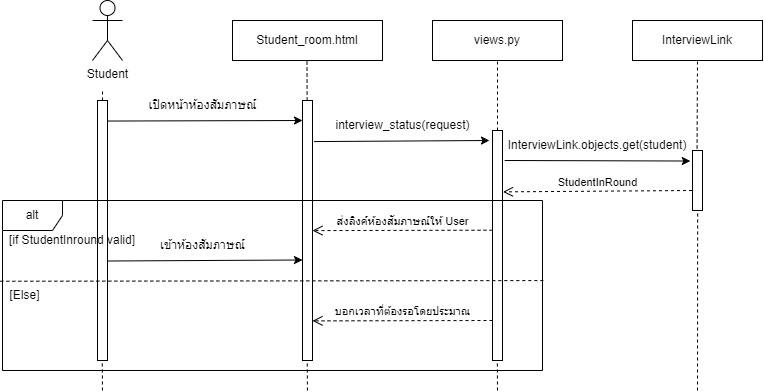 Student_room.html
views.py
InterviewLink
Student
เปิดหน้าห้องสัมภาษณ์
interview_status(request)
InterviewLink.objects.get(student)
StudentInRound
alt
ส่งลิงค์ห้องสัมภาษณ์ให้ User
[if StudentInround valid]
เข้าห้องสัมภาษณ์
[Else]
บอกเวลาที่ต้องรอโดยประมาณ